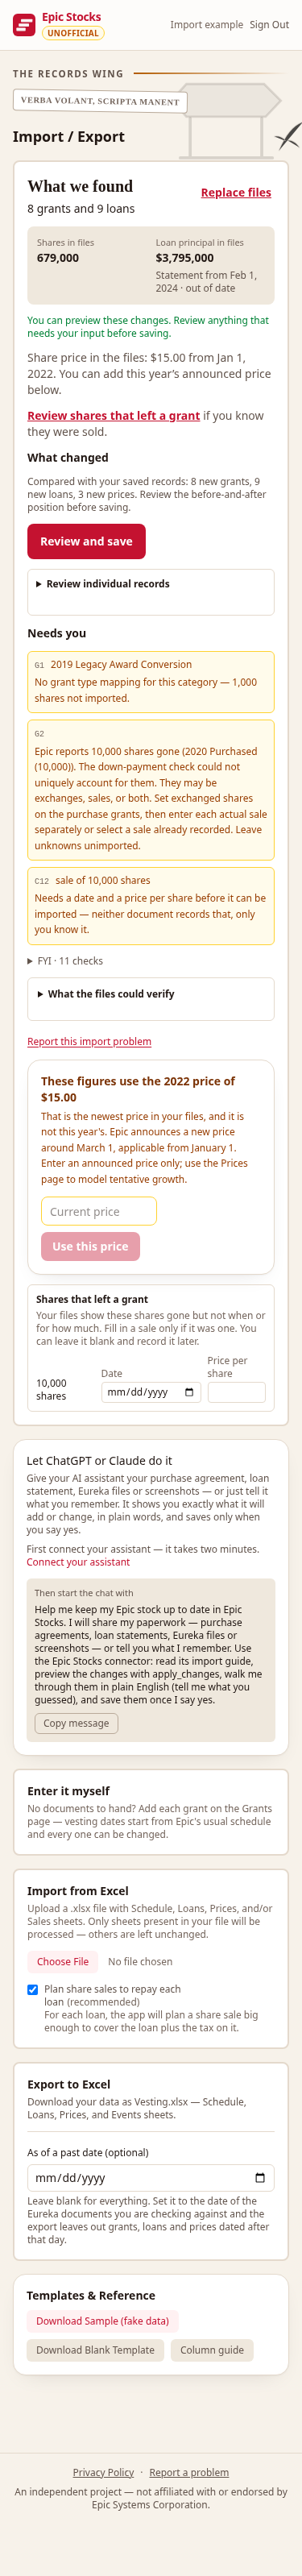 Epic Stocks
UNOFFICIAL
Import example
Sign Out
THE RECORDS WING
VERBA VOLANT, SCRIPTA MANENT
Import / Export
What we found
Replace files
8 grants and 9 loans
Shares in files
679,000
Loan principal in files
$3,795,000
Statement from Feb 1,
2024 · out of date
You can preview these changes. Review anything that
needs your input before saving.
Share price in the files: $15.00 from Jan 1,
2022. You can add this year's announced price
below.
Review shares that left a grant if you know
they were sold.
What changed
Compared with your saved records: 8 new grants, 9
new loans, 3 new prices. Review the before-and-after
position before saving.
Review and save
▶ Review individual records
Needs you
G1 2019 Legacy Award Conversion
No grant type mapping for this category — 1,000
shares not imported.
G2
Epic reports 10,000 shares gone (2020 Purchased
(10,000)). The down-payment check could not
uniquely account for them. They may be
exchanges, sales, or both. Set exchanged shares
on the purchase grants, then enter each actual sale
separately or select a sale already recorded. Leave
unknowns unimported.
C12 sale of 10,000 shares
Needs a date and a price per share before it can be
imported — neither document records that, only
you know it.
▶ FYI · 11 checks
▶ What the files could verify
Report this import problem
These figures use the 2022 price of
$15.00
That is the newest price in your files, and it is
not this year's. Epic announces a new price
around March 1, applicable from January 1.
Enter an announced price only; use the Prices
page to model tentative growth.
Current price
Use this price
Shares that left a grant
Your files show these shares gone but not when or
for how much. Fill in a sale only if it was one. You
can leave it blank and record it later.
10,000
shares
Date
mm/dd/yyyy
Price per
share
Let ChatGPT or Claude do it
Give your AI assistant your purchase agreement, loan
statement, Eureka files or screenshots — or just tell it
what you remember. It shows you exactly what it will
add or change, in plain words, and saves only when
you say yes.
First connect your assistant — it takes two minutes.
Connect your assistant
Then start the chat with
Help me keep my Epic stock up to date in Epic
Stocks. I will share my paperwork — purchase
agreements, loan statements, Eureka files or
screenshots — or tell you what I remember. Use
the Epic Stocks connector: read its import guide,
preview the changes with apply_changes, walk me
through them in plain English (tell me what you
guessed), and save them once I say yes.
Copy message
Enter it myself
No documents to hand? Add each grant on the Grants
page — vesting dates start from Epic's usual schedule
and every one can be changed.
Import from Excel
Upload a .xlsx file with Schedule, Loans, Prices, and/or
Sales sheets. Only sheets present in your file will be
processed — others are left unchanged.
Choose File
No file chosen
Plan share sales to repay each
loan (recommended)
For each loan, the app will plan a share sale big
enough to cover the loan plus the tax on it.
Export to Excel
Download your data as Vesting.xlsx — Schedule,
Loans, Prices, and Events sheets.
As of a past date (optional)
mm/dd/yyyy
Leave blank for everything. Set it to the date of the
Eureka documents you are checking against and the
export leaves out grants, loans and prices dated after
that day.
Templates & Reference
Download Sample (fake data)
Download Blank Template
Column guide
Privacy Policy · Report a problem
An independent project — not affiliated with or endorsed by
Epic Systems Corporation.